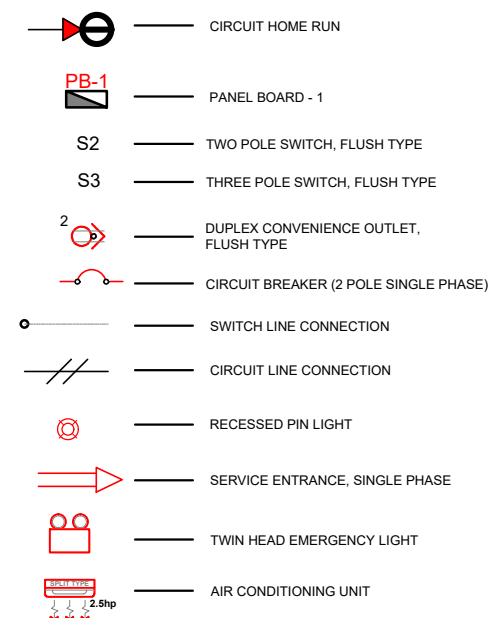 CIRCUIT HOME RUN
PB-1
PANEL BOARD - 1
S2
TWO POLE SWITCH, FLUSH TYPE
S3
THREE POLE SWITCH, FLUSH TYPE
2
DUPLEX CONVENIENCE OUTLET,
FLUSH TYPE
CIRCUIT BREAKER (2 POLE SINGLE PHASE)
SWITCH LINE CONNECTION
CIRCUIT LINE CONNECTION
RECESSED PIN LIGHT
SERVICE ENTRANCE, SINGLE PHASE
TWIN HEAD EMERGENCY LIGHT
SPLIT TYPE
AIR CONDITIONING UNIT
2.5hp